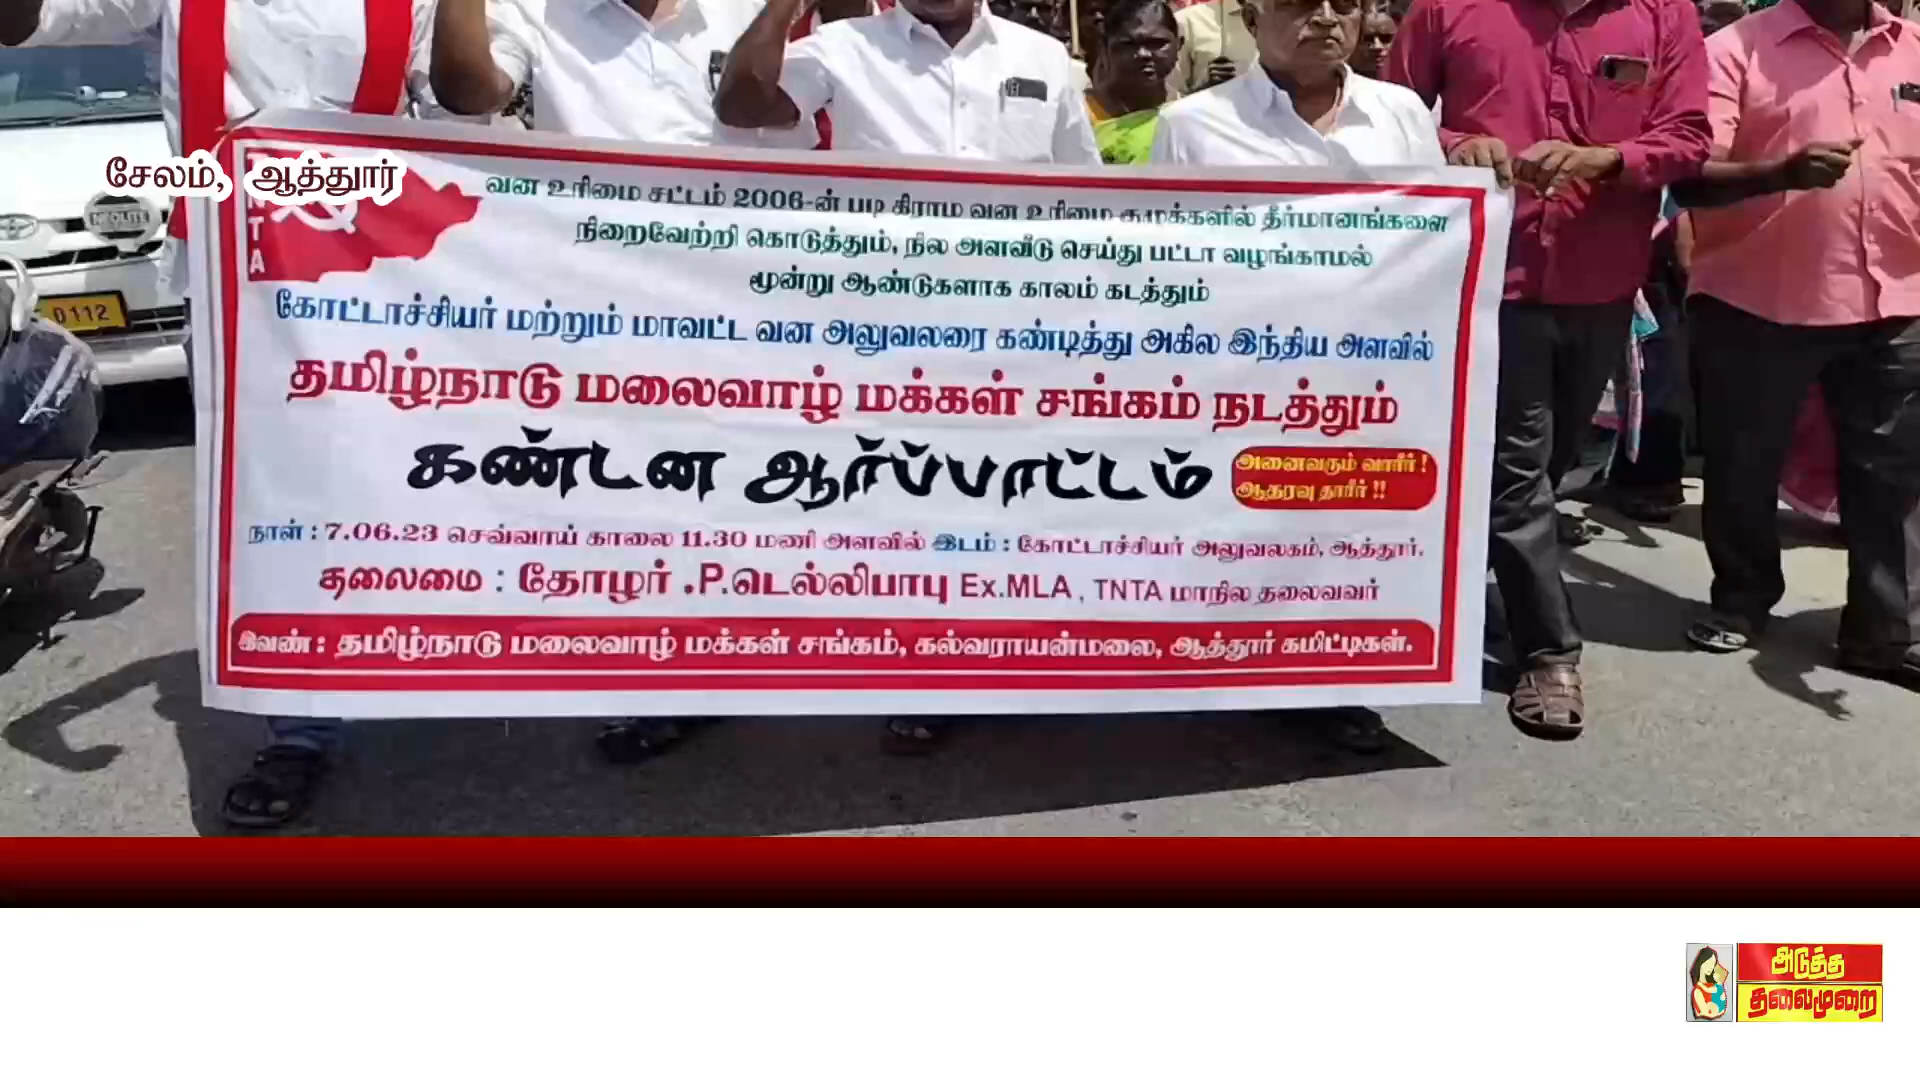 சேலம், ஆத்தூர்
TNTA
வன உரிமை சட்டம் 2006-ன் படி கிராம வன உரிமை குழுக்களில் தீர்மானங்களை
நிறைவேற்றி கொடுத்தும், நில அளவீடு செய்து பட்டா வழங்காமல்
மூன்று ஆண்டுகளாக காலம் கடத்தும்
கோட்டாச்சியர் மற்றும் மாவட்ட வன அலுவலரை கண்டித்து அகில இந்திய அளவில்
தமிழ்நாடு மலைவாழ் மக்கள் சங்கம் நடத்தும்
கண்டன ஆர்ப்பாட்டம்
அனைவரும் வாரீர் !
ஆதரவு தாரீர் !!
நாள் : 7.06.23 செவ்வாய் காலை 11.30 மணி அளவில் இடம் : கோட்டாச்சியர் அலுவலகம், ஆத்தூர்.
தலைமை : தோழர் .P.டெல்லிபாபு Ex.MLA , TNTA மாநில தலைவவர்
இவண் : தமிழ்நாடு மலைவாழ் மக்கள் சங்கம், கல்வராயன்மலை, ஆத்தூர் கமிட்டிகள்.
NEOLITE
0112
அடுத்த
தலைமுறை